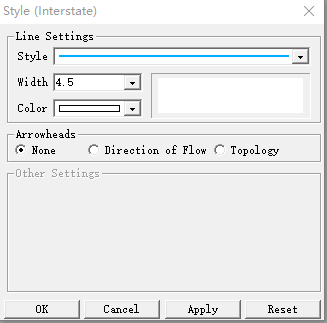 Style (Interstate)
Line Settings
Style
Width 4.5
Color
Arrowheads
None Direction of Flow Topology
Other Settings
OK Cancel Apply Reset